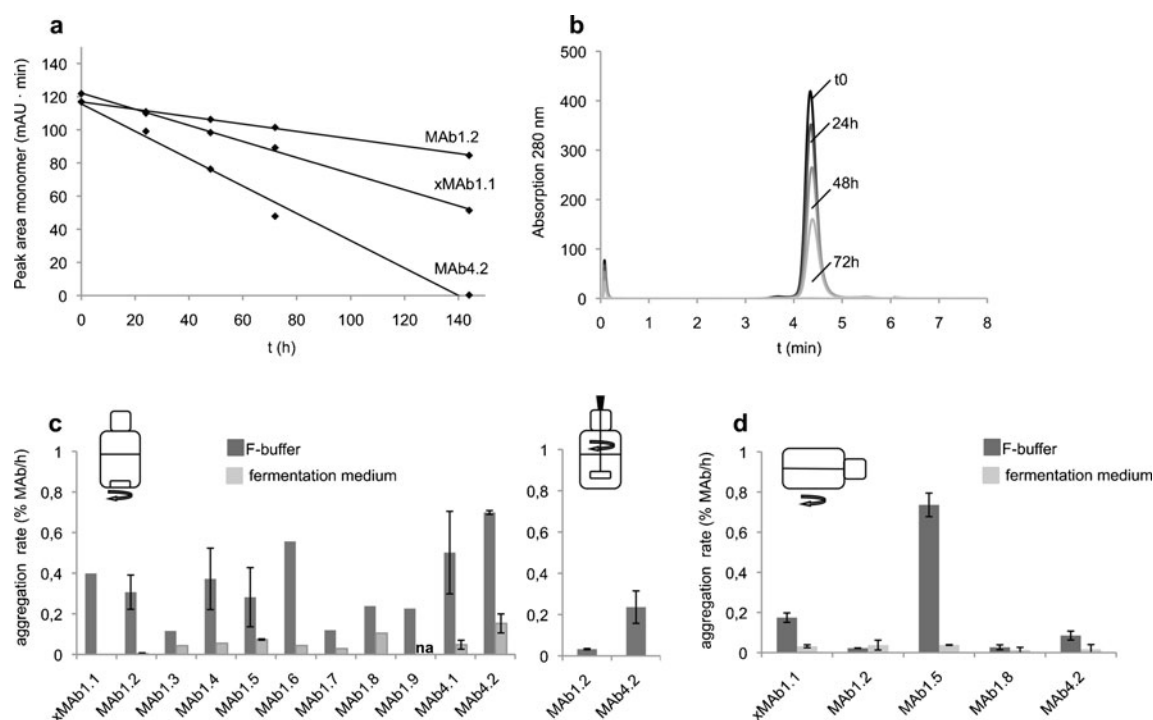 a
Peak area monomer (mAU · min)
140
120
100
80
60
40
20
0
0 20 40 60 80 100 120 140
t (h)
MAb1.2
xMAb1.1
MAb4.2
b
Absorption 280 nm
500
400
300
200
100
0
0 1 2 3 4 5 6 7 8
t (min)
t0
24h
48h
72h
c
aggregation rate (% MAb/h)
1
0,8
0,6
0,4
0,2
0
F-buffer
fermentation medium
na
xMAb1.1 MAb1.2 MAb1.3 MAb1.4 MAb1.5 MAb1.6 MAb1.7 MAb1.8 MAb1.9 MAb4.1 MAb4.2
1
0,8
0,6
0,4
0,2
0
MAb1.2 MAb4.2
d
aggregation rate (% MAb/h)
1
0,8
0,6
0,4
0,2
0
F-buffer
fermentation medium
xMAb1.1 MAb1.2 MAb1.5 MAb1.8 MAb4.2